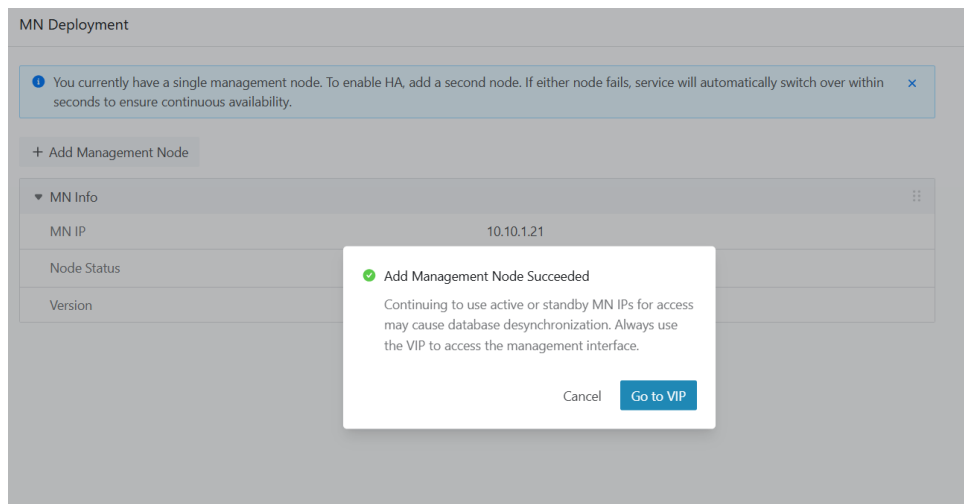 MN Deployment
You currently have a single management node. To enable HA, add a second node. If either node fails, service will automatically switch over within
seconds to ensure continuous availability.
+ Add Management Node
MN Info
MN IP
10.10.1.21
Node Status
Version
Add Management Node Succeeded
Continuing to use active or standby MN IPs for access
may cause database desynchronization. Always use
the VIP to access the management interface.
Cancel
Go to VIP